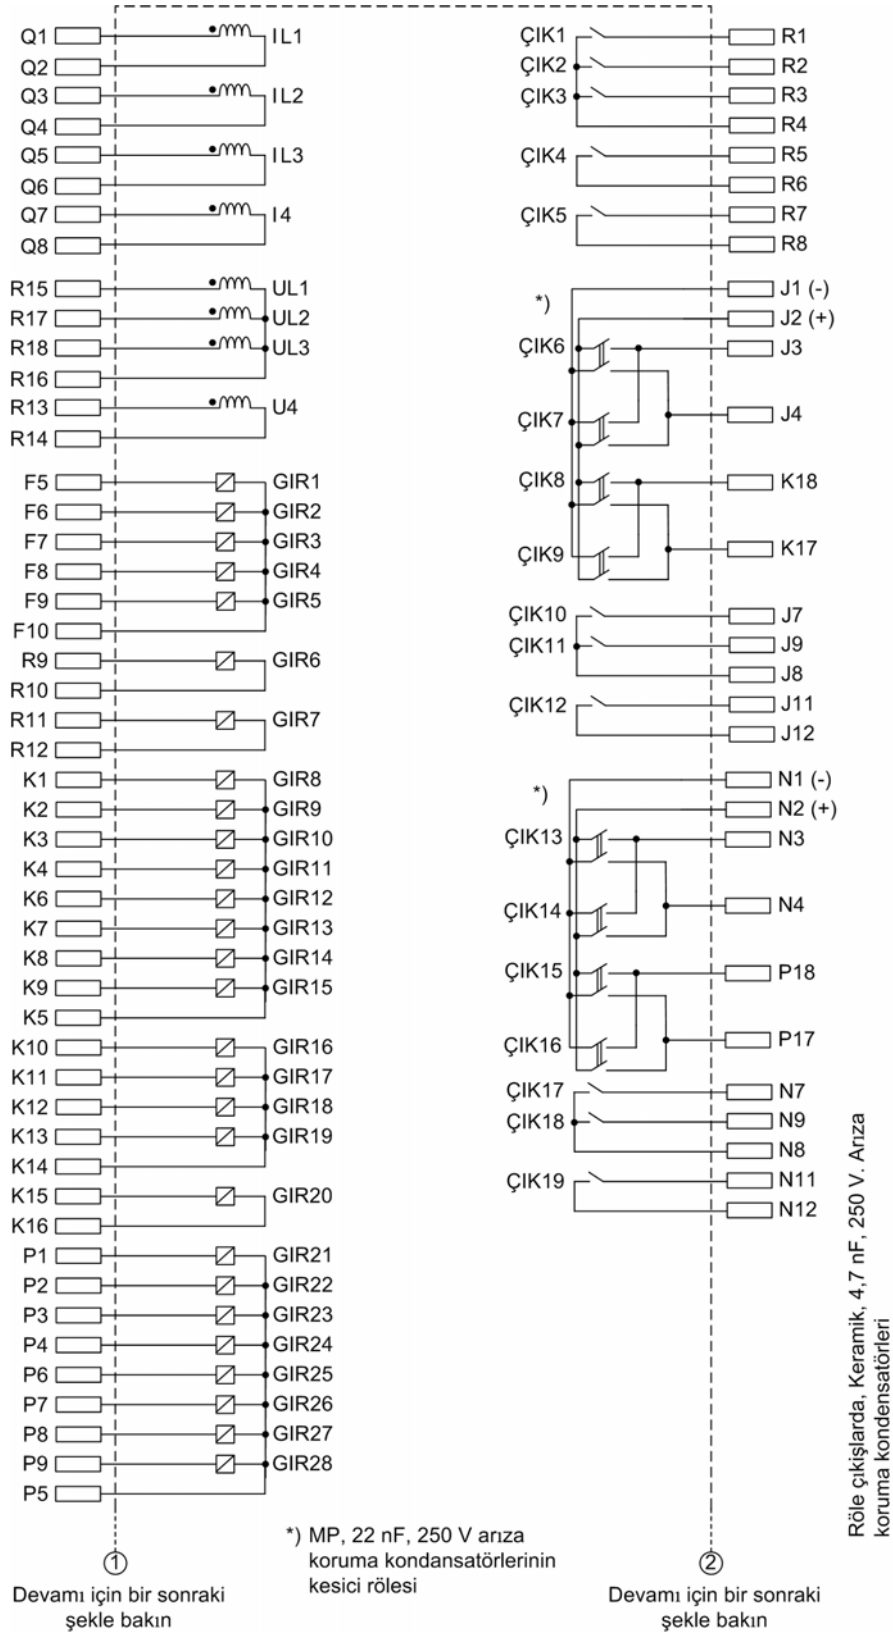 Q1 IL1
Q2
Q3 IL2
Q4
Q5 IL3
Q6
Q7 I4
Q8
R15 UL1
R17 UL2
R18 UL3
R16
R13 U4
R14
F5 GIR1
F6 GIR2
F7 GIR3
F8 GIR4
F9 GIR5
F10
R9 GIR6
R10
R11 GIR7
R12
K1 GIR8
K2 GIR9
K3 GIR10
K4 GIR11
K6 GIR12
K7 GIR13
K8 GIR14
K9 GIR15
K5
K10 GIR16
K11 GIR17
K12 GIR18
K13 GIR19
K14
K15 GIR20
K16
P1 GIR21
P2 GIR22
P3 GIR23
P4 GIR24
P6 GIR25
P7 GIR26
P8 GIR27
P9 GIR28
P5
1
Devamı için bir sonraki
şekle bakın
*) MP, 22 nF, 250 V arıza
koruma kondansatörlerinin
kesici rölesi
ÇIK1 R1
ÇIK2 R2
ÇIK3 R3
R4
ÇIK4 R5
R6
ÇIK5 R7
R8
*) J1 (-)
J2 (+)
ÇIK6 J3
ÇIK7 J4
ÇIK8 K18
ÇIK9 K17
ÇIK10 J7
ÇIK11 J9
J8
ÇIK12 J11
J12
*) N1 (-)
N2 (+)
ÇIK13 N3
ÇIK14 N4
ÇIK15 P18
ÇIK16 P17
ÇIK17 N7
ÇIK18 N9
N8
ÇIK19 N11
N12
2
Devamı için bir sonraki
şekle bakın
Röle çıkişlarda, Keramik, 4,7 nF, 250 V. Arıza
koruma kondensatörleri